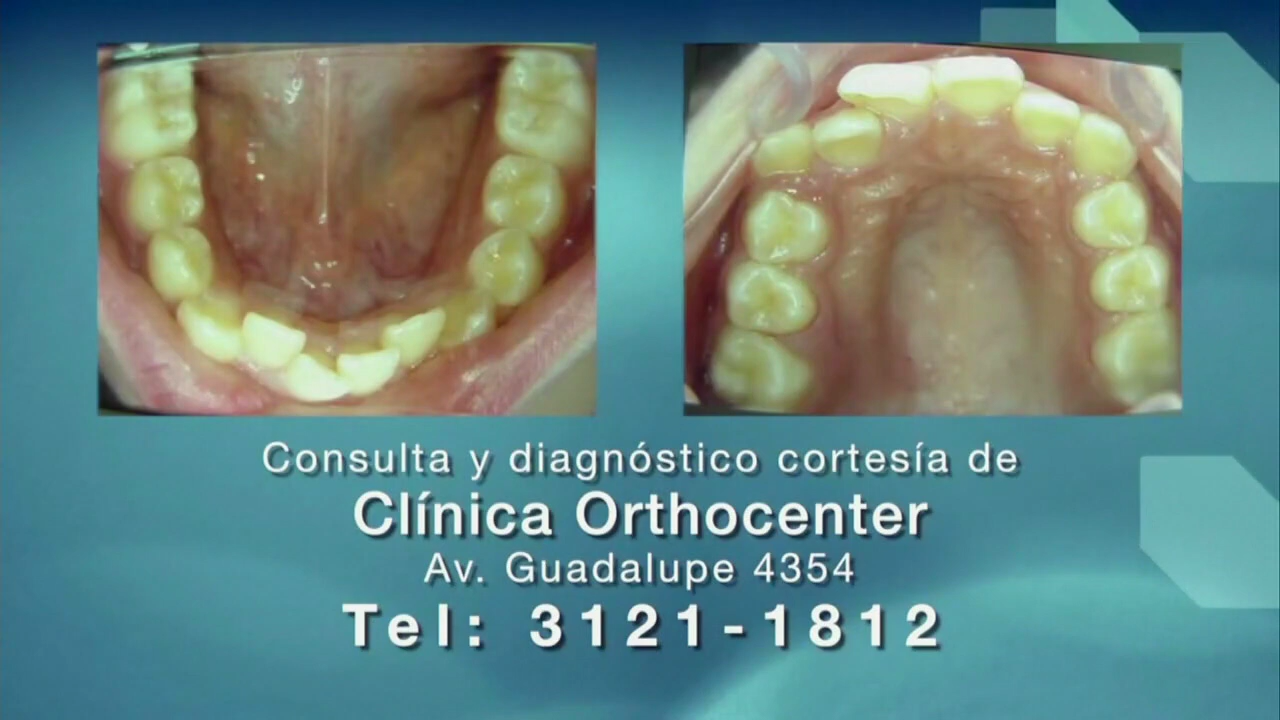 Consulta y diagnóstico cortesía de
Clínica Orthocenter
Av. Guadalupe 4354
Tel: 3121-1812